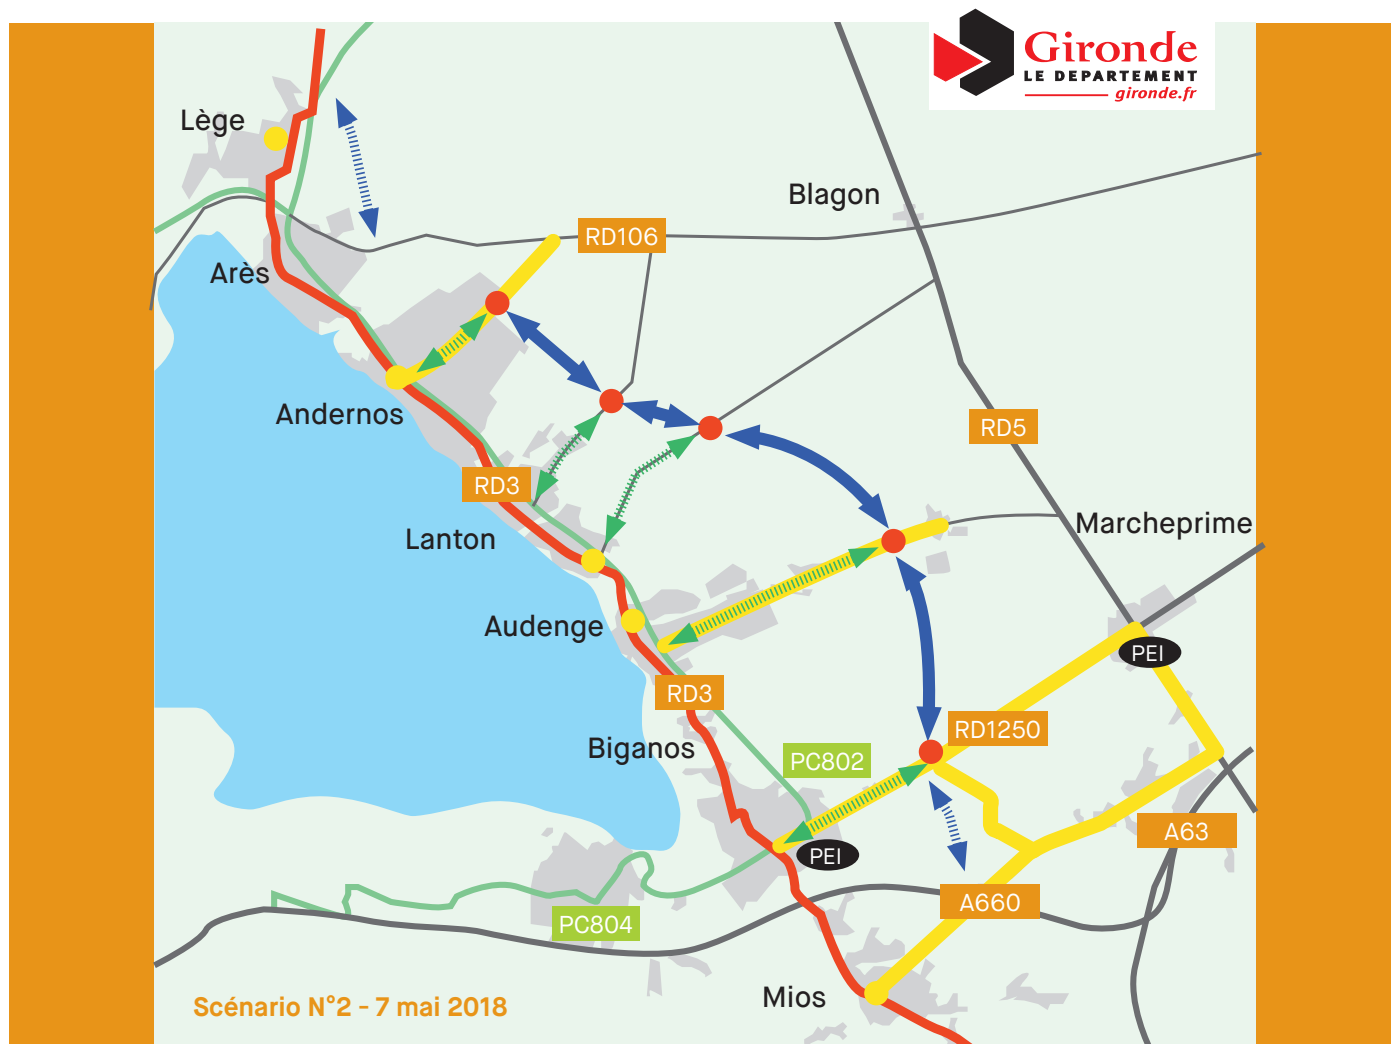 Gironde
LE DEPARTEMENT
gironde.fr
Lège
Blagon
RD106
Arès
Andernos
RD5
RD3
Marcheprime
Lanton
Audenge
PEI
RD3
RD1250
Biganos
PC802
A63
PEI
A660
PC804
Mios
Scénario N°2 - 7 mai 2018